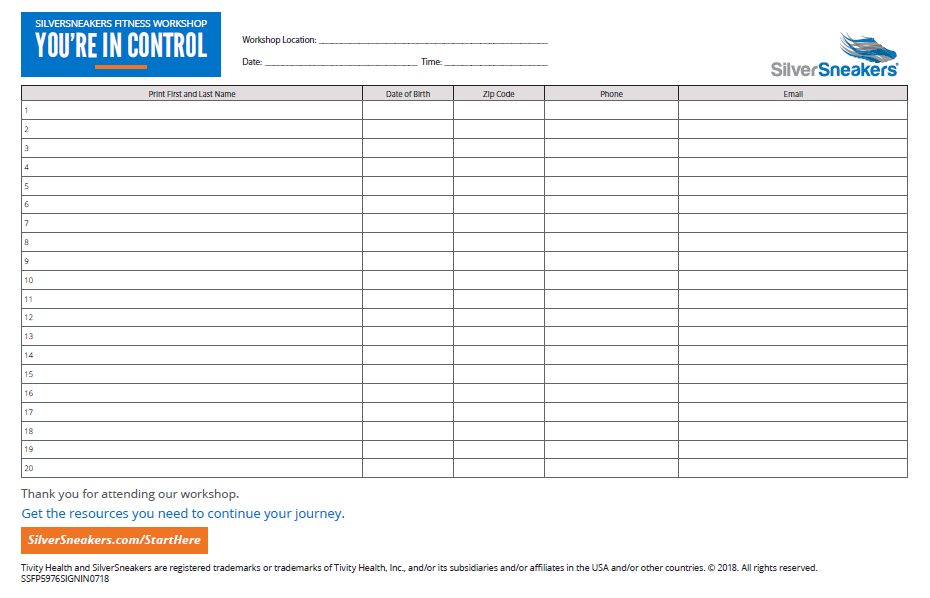 SILVERSNEAKERS FITNESS WORKSHOP
YOU'RE IN CONTROL
Workshop Location: ____________________
Date: ____________________ Time: ____________________
SilverSneakers®
Print First and Last Name Date of Birth Zip Code Phone Email
1
2
3
4
5
6
7
8
9
10
11
12
13
14
15
16
17
18
19
20
Thank you for attending our workshop.
Get the resources you need to continue your journey.
SilverSneakers.com/StartHere
Tivity Health and SilverSneakers are registered trademarks or trademarks of Tivity Health, Inc., and/or its subsidiaries and/or affiliates in the USA and/or other countries. © 2018. All rights reserved.
SSFP5976SIGNIN0718